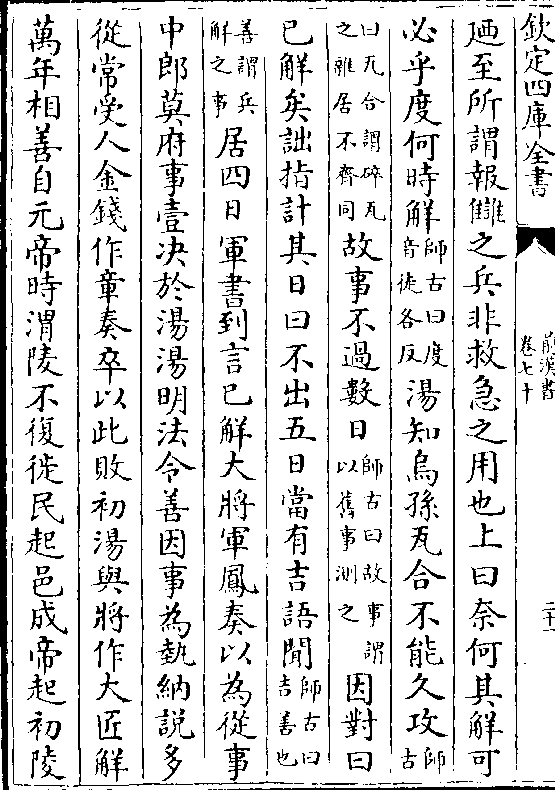 欽定四庫全書
前漢書
卷七十
二十二
廼至所謂報讎之兵非救急之用也上曰奈何其解可
必乎度何時解師古曰度音徒各反湯知烏孫瓦合不能久攻師古
曰瓦合謂碎瓦之雜居不齊同故事不過數日師古曰故事謂以舊事測之因對曰
已解矣詘指計其日曰不出五日當有吉語聞師古曰吉善也
善謂兵解之事居四日軍書到言已解大將軍鳳奏以為從事
中郎莫府事壹決於湯湯明法令善因事為埶納說多
從常受人金錢作章奏卒以此敗初湯與將作大匠解
萬年相善自元帝時渭陵不復徙民起邑成帝起初陵